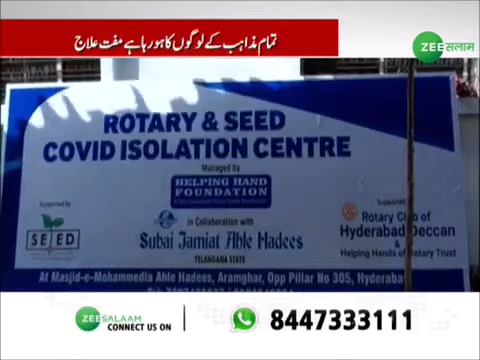 تمام مذاہب کے لوگوں کا ہو رہا ہے مفت علاج
ZEE سلام
ROTARY & SEED
COVID ISOLATION CENTRE
Managed by
HELPING HAND
FOUNDATION
Supported by
SEED
in Collaboration with
Subai Jamiat Ahle Hadees
TELANGANA STATE
Supported
Rotary Club of
Hyderabad Deccan
&
Helping Hands of Rotary Trust
At Masjid-e-Mohammedia Ahle Hadees, Aramghar, Opp Pillar No 305, Hyderabad
ZEE SALAAM
CONNECT US ON
8447333111